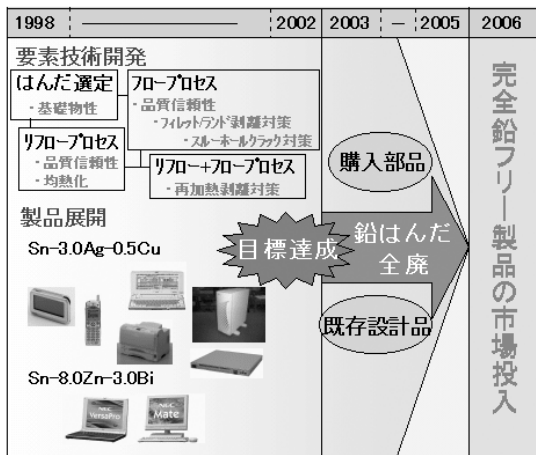 1998
2002
2003
2005
2006
要素技術開発
はんだ選定
・基礎物性
フロープロセス
・品質信頼性
・フィレット/ランド剥離対策
・スルーホールクラック対策
リフロープロセス
・品質信頼性
・均熱化
リフロー+フロープロセス
・再加熱剥離対策
製品展開
Sn-3.0Ag-0.5Cu
Sn-8.0Zn-3.0Bi
NEC
VersaPro
NEC
Mate
目標達成
購入部品
鉛はんだ
全廃
既存設計品
完全鉛フリー製品の市場投入